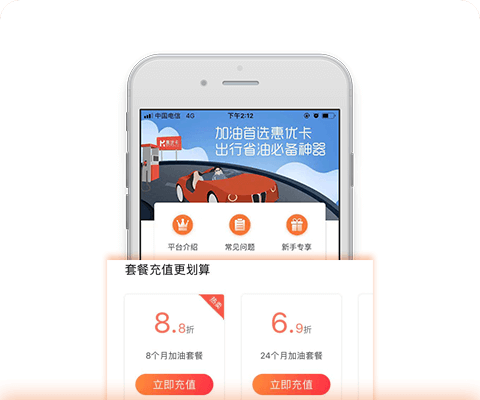 中国电信 4G 下午2:12
加油首选惠优卡
出行省油必备神器
平台介绍 常见问题 新手专享
套餐充值更划算
热卖
8.8折 6.9折
8个月加油套餐 24个月加油套餐
立即充值 立即充值